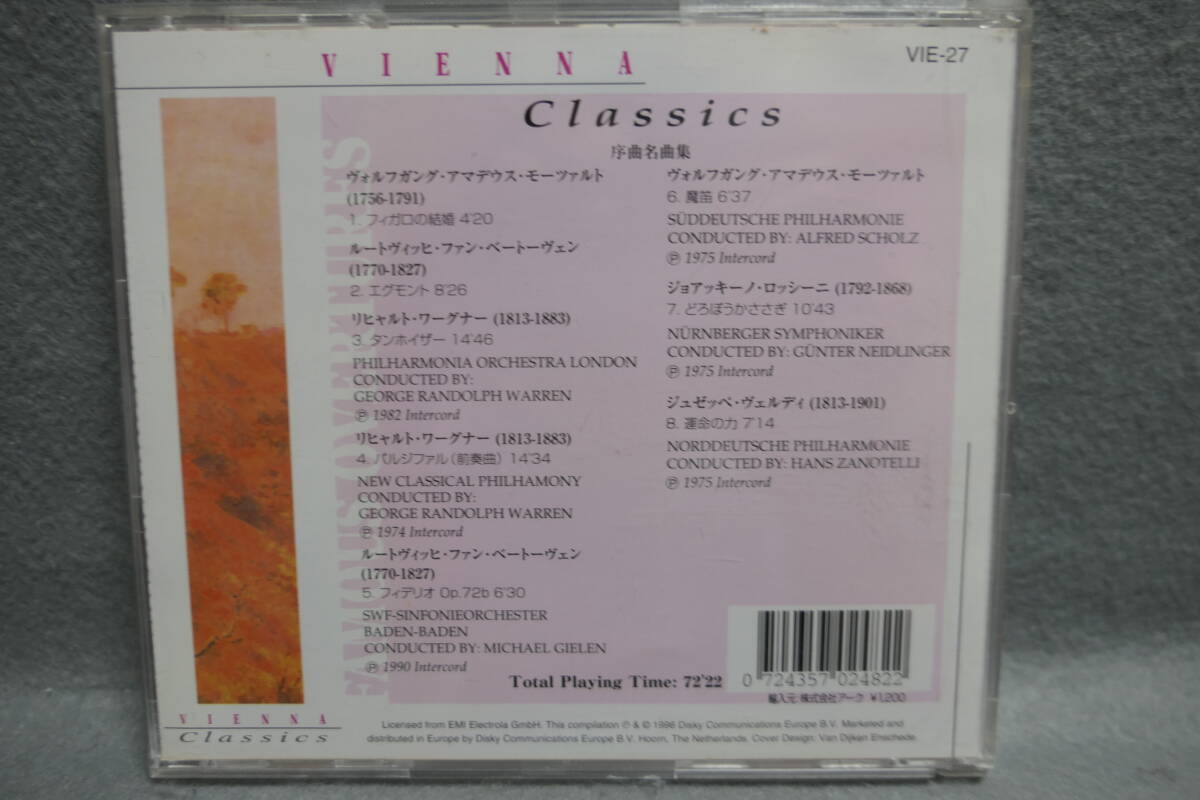 VIENNA
VIE-27
Classics
序曲名曲集
FAMOUS OVERTURES
ヴォルフガング・アマデウス・モーツァルト
(1756-1791)
1. フィガロの結婚 4'20
ルートヴィッヒ・ファン・ベートーヴェン
(1770-1827)
2. エグモント 8'26
リヒャルト・ワーグナー (1813-1883)
3. タンホイザー 14'46
PHILHARMONIA ORCHESTRA LONDON
CONDUCTED BY:
GEORGE RANDOLPH WARREN
℗ 1982 Intercord
リヒャルト・ワーグナー (1813-1883)
4. パルジファル(前奏曲) 14'34
NEW CLASSICAL PHILHAMONY
CONDUCTED BY:
GEORGE RANDOLPH WARREN
℗ 1974 Intercord
ルートヴィッヒ・ファン・ベートーヴェン
(1770-1827)
5. フィデリオ Op.72b 6'30
SWF-SINFONIEORCHESTER
BADEN-BADEN
CONDUCTED BY: MICHAEL GIELEN
℗ 1990 Intercord
ヴォルフガング・アマデウス・モーツァルト
6. 魔笛 6'37
SÜDDEUTSCHE PHILHARMONIE
CONDUCTED BY: ALFRED SCHOLZ
℗ 1975 Intercord
ジョアッキーノ・ロッシーニ (1792-1868)
7. どろぼうかささぎ 10'43
NÜRNBERGER SYMPHONIKER
CONDUCTED BY: GÜNTER NEIDLINGER
℗ 1975 Intercord
ジュゼッペ・ヴェルディ (1813-1901)
8. 運命の力 7'14
NORDDEUTSCHE PHILHARMONIE
CONDUCTED BY: HANS ZANOTELLI
℗ 1975 Intercord
Total Playing Time: 72'22
0 724357 024822
輸入元:株式会社アーク ¥1,200
VIENNA
Classics
Licensed from EMI Electrola GmbH. This compilation ℗ & © 1996 Disky Communications Europe B.V. Marketed and
distributed in Europe by Disky Communications Europe B.V. Hoorn, The Netherlands. Cover Design: Van Dijken Enschede.